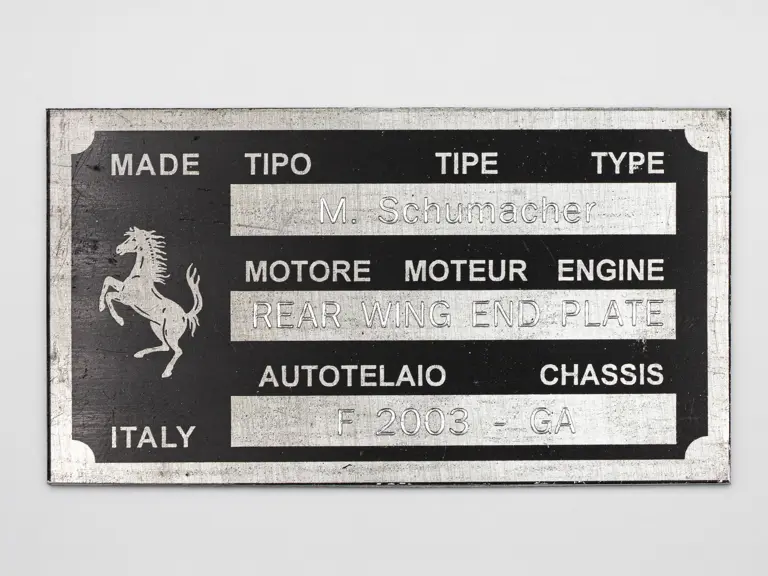 MADE TIPO TIPE TYPE
M. Schumacher
MOTORE MOTEUR ENGINE
REAR WING END PLATE
AUTOTELAIO CHASSIS
F 2003 - GA
ITALY